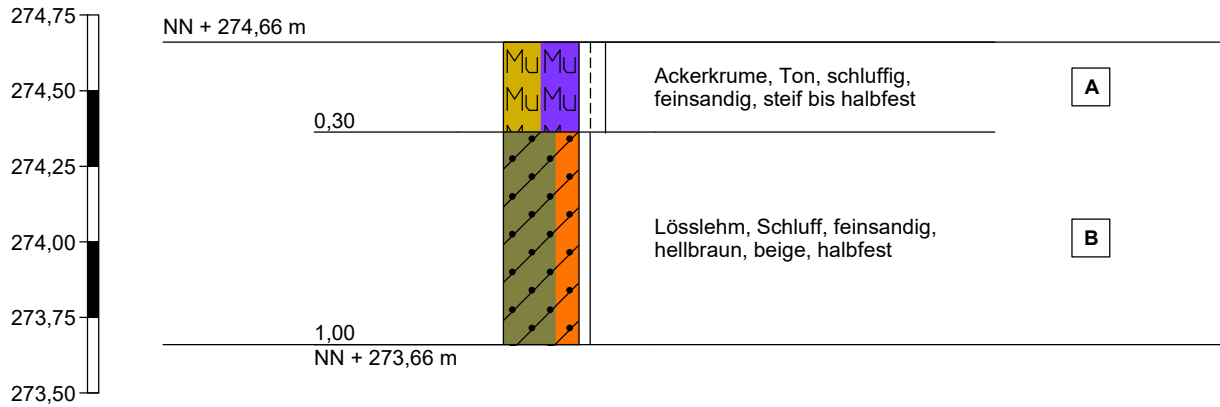 274,75
NN + 274,66 m
Mu Mu
Ackerkrume, Ton, schluffig,
feinsandig, steif bis halbfest
A
274,50
Mu Mu
0,30
M M
274,25
Lösslehm, Schluff, feinsandig,
hellbraun, beige, halbfest
B
274,00
273,75
1,00
NN + 273,66 m
273,50